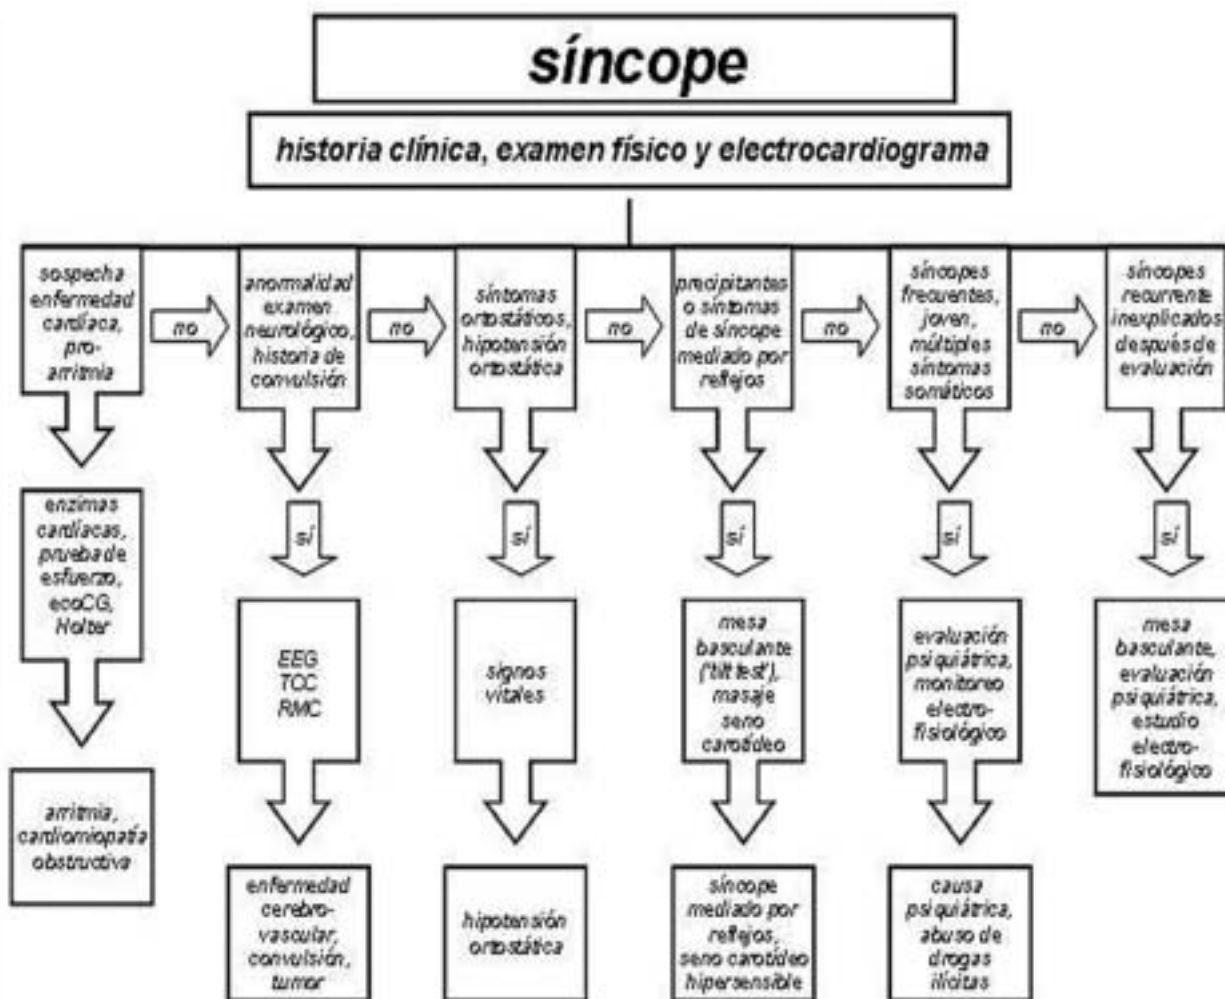 síncope
historia clínica, examen físico y electrocardiograma
sospecha
enfermedad
cardíaca,
pro-
arritmia
no
anormalidad
examen
neurológico,
historia de
convulsión
no
síntomas
ortostáticos,
hipotensión
ortostática
no
precipitantes
o síntomas
de síncope
mediado por
reflejos
no
síncopes
frecuentes,
joven,
múltiples
síntomas
somáticos
no
síncopes
recurrente
inexplicados
después de
evaluación
enzimas
cardíacas,
prueba de
esfuerzo,
ecoCG,
Holter
sí
sí
sí
sí
sí
EEG
TCC
RMC
signos
vitales
mesa
basculante
('tilt test'),
masaje
seno
carotídeo
evaluación
psiquiátrica,
monitoreo
electro-
fisiológico
mesa
basculante,
evaluación
psiquiátrica,
estudio
electro-
fisiológico
arritmia,
cardiomiopatía
obstructiva
enfermedad
cerebro-
vascular,
convulsión,
tumor
hipotensión
ortostática
síncope
mediado por
reflejos,
seno carotídeo
hipersensible
causa
psiquiátrica,
abuso de
drogas
ilícitas